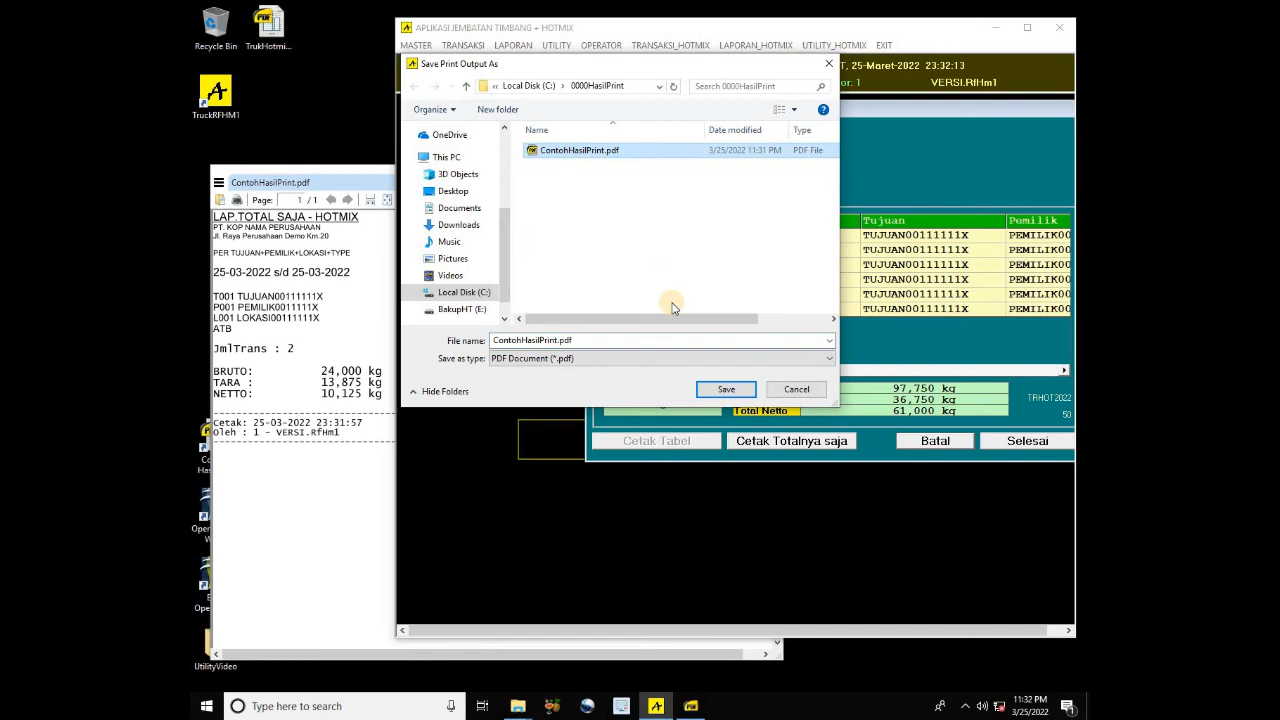 Recycle Bin
TrukHotmi...
TruckRFHM1
UtilityVideo
APLIKASI JEMBATAN TIMBANG + HOTMIX
MASTER TRANSAKSI LAPORAN UTILITY OPERATOR TRANSAKSI_HOTMIX LAPORAN_HOTMIX UTILITY_HOTMIX EXIT
25-Maret-2022 23:32:13
VERSI.RfHm1
Save Print Output As
« Local Disk (C:) › 0000HasilPrint
Search 0000HasilPrint
Organize New folder
Name Date modified Type
ContohHasilPrint.pdf 3/25/2022 11:31 PM PDF File
OneDrive
This PC
3D Objects
Desktop
Documents
Downloads
Music
Pictures
Videos
Local Disk (C:)
BakupHT (E:)
File name: ContohHasilPrint.pdf
Save as type: PDF Document (*.pdf)
Hide Folders
Save
Cancel
ContohHasilPrint.pdf
Page: 1 / 1
LAP.TOTAL SAJA - HOTMIX
PT. KOP NAMA PERUSAHAAN
Jl. Raya Perusahaan Demo Km.20
PER TUJUAN+PEMILIK+LOKASI+TYPE
25-03-2022 s/d 25-03-2022
T001 TUJUAN00111111X
P001 PEMILIK00111111X
L001 LOKASI00111111X
ATB
JmlTrans : 2
BRUTO: 24,000 kg
TARA : 13,875 kg
NETTO: 10,125 kg
Cetak: 25-03-2022 23:31:57
Oleh : 1 - VERSI.RfHm1
Tujuan Pemilik
TUJUAN00111111X PEMILIK00
TUJUAN00111111X PEMILIK00
TUJUAN00111111X PEMILIK00
TUJUAN00111111X PEMILIK00
TUJUAN00111111X PEMILIK00
TUJUAN00111111X PEMILIK00
97,750 kg
36,750 kg
Total Netto 61,000 kg
TRHOT2022
50
Cetak Tabel
Cetak Totalnya saja
Batal
Selesai
Type here to search
11:32 PM
3/25/2022